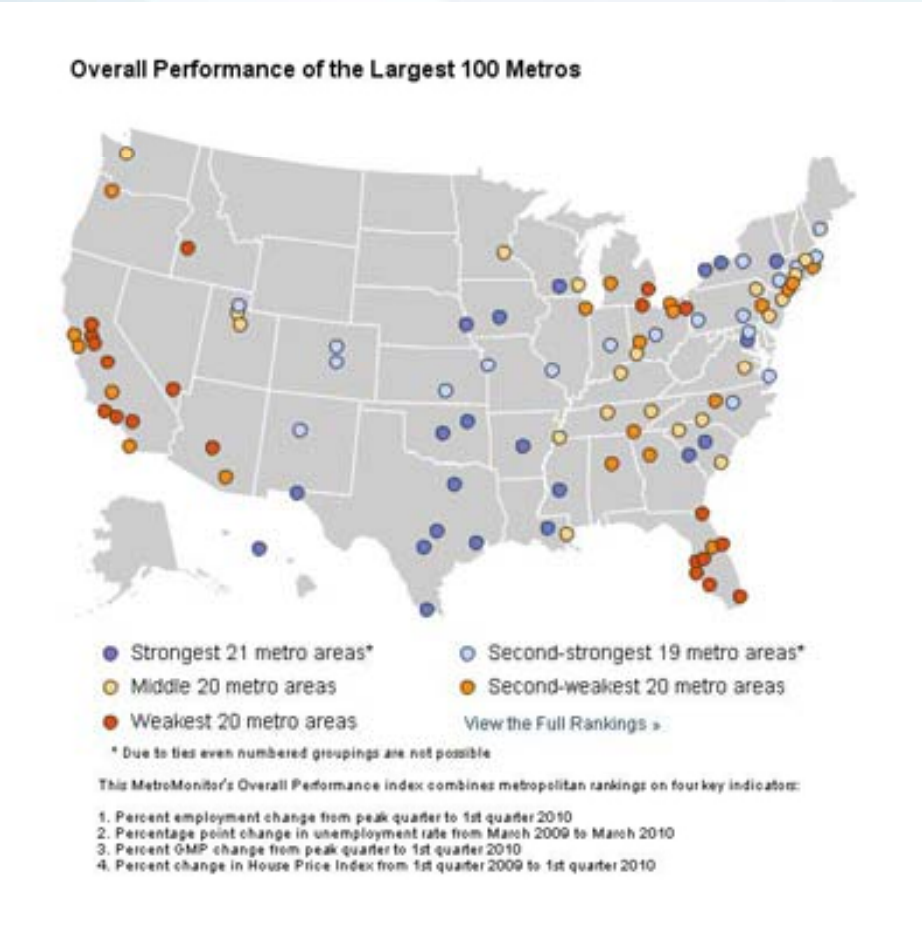 Overall Performance of the Largest 100 Metros
Strongest 21 metro areas*
Second-strongest 19 metro areas*
Middle 20 metro areas
Second-weakest 20 metro areas
Weakest 20 metro areas
View the Full Rankings »
* Due to ties even numbered groupings are not possible
This MetroMonitor's Overall Performance index combines metropolitan rankings on four key indicators:
1. Percent employment change from peak quarter to 1st quarter 2010
2. Percentage point change in unemployment rate from March 2009 to March 2010
3. Percent GMP change from peak quarter to 1st quarter 2010
4. Percent change in House Price Index from 1st quarter 2009 to 1st quarter 2010